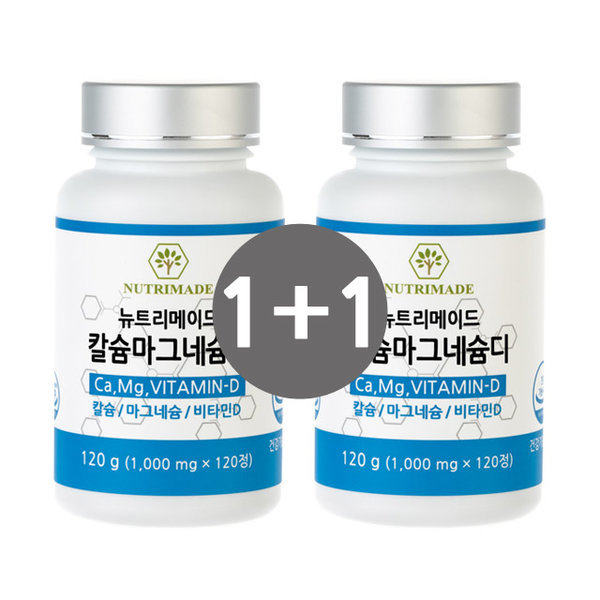 NUTRIMADE
뉴트리메이드
칼슘마그네슘
Ca,Mg,VITAMIN-D
칼슘/마그네슘/비타민D
120 g (1,000 mg × 120정)
1+1
NUTRIMADE
뉴트리메이드
슘마그네슘디
Ca,Mg,VITAMIN-D
칼슘/마그네슘/비타민D
120 g (1,000 mg × 120정)
건강기